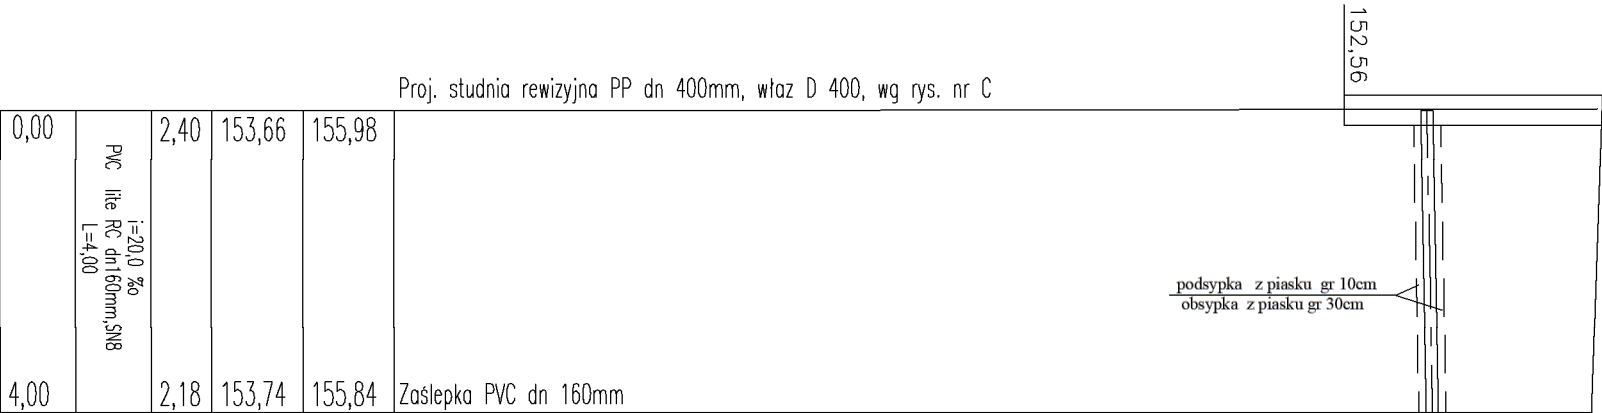 152,56
Proj. studnia rewizyjna PP dn 400mm, właz D 400, wg rys. nr C
0,00
2,40
153,66
155,98
i=20,0 ‰
PVC lite RC dn160mm,SN8
L=4,00
podsypka z piasku gr 10cm
obsypka z piasku gr 30cm
4,00
2,18
153,74
155,84
Zaślepka PVC dn 160mm